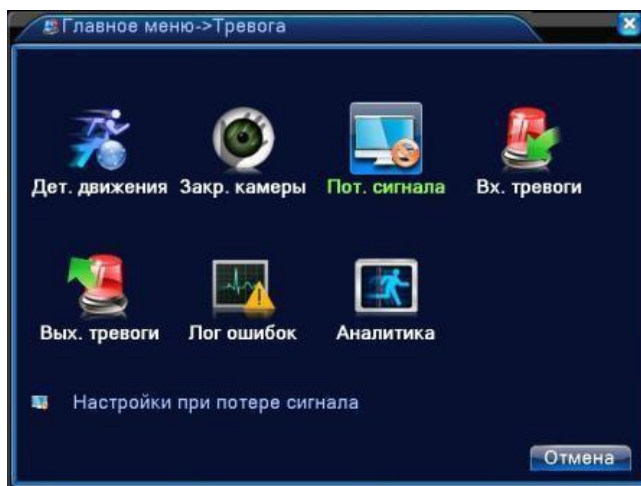 Главное меню->Тревога
Дет. движения Закр. камеры Пот. сигнала Вх. тревоги
Вых. тревоги Лог ошибок Аналитика
Настройки при потере сигнала
Отмена